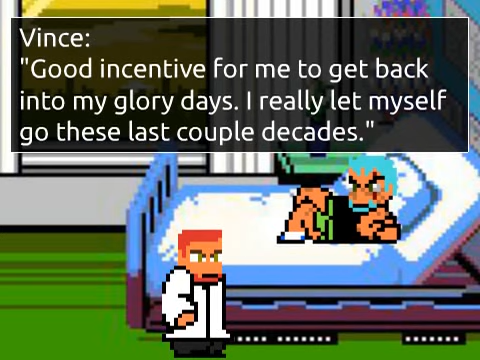 Vince:
"Good incentive for me to get back
into my glory days. I really let myself
go these last couple decades."